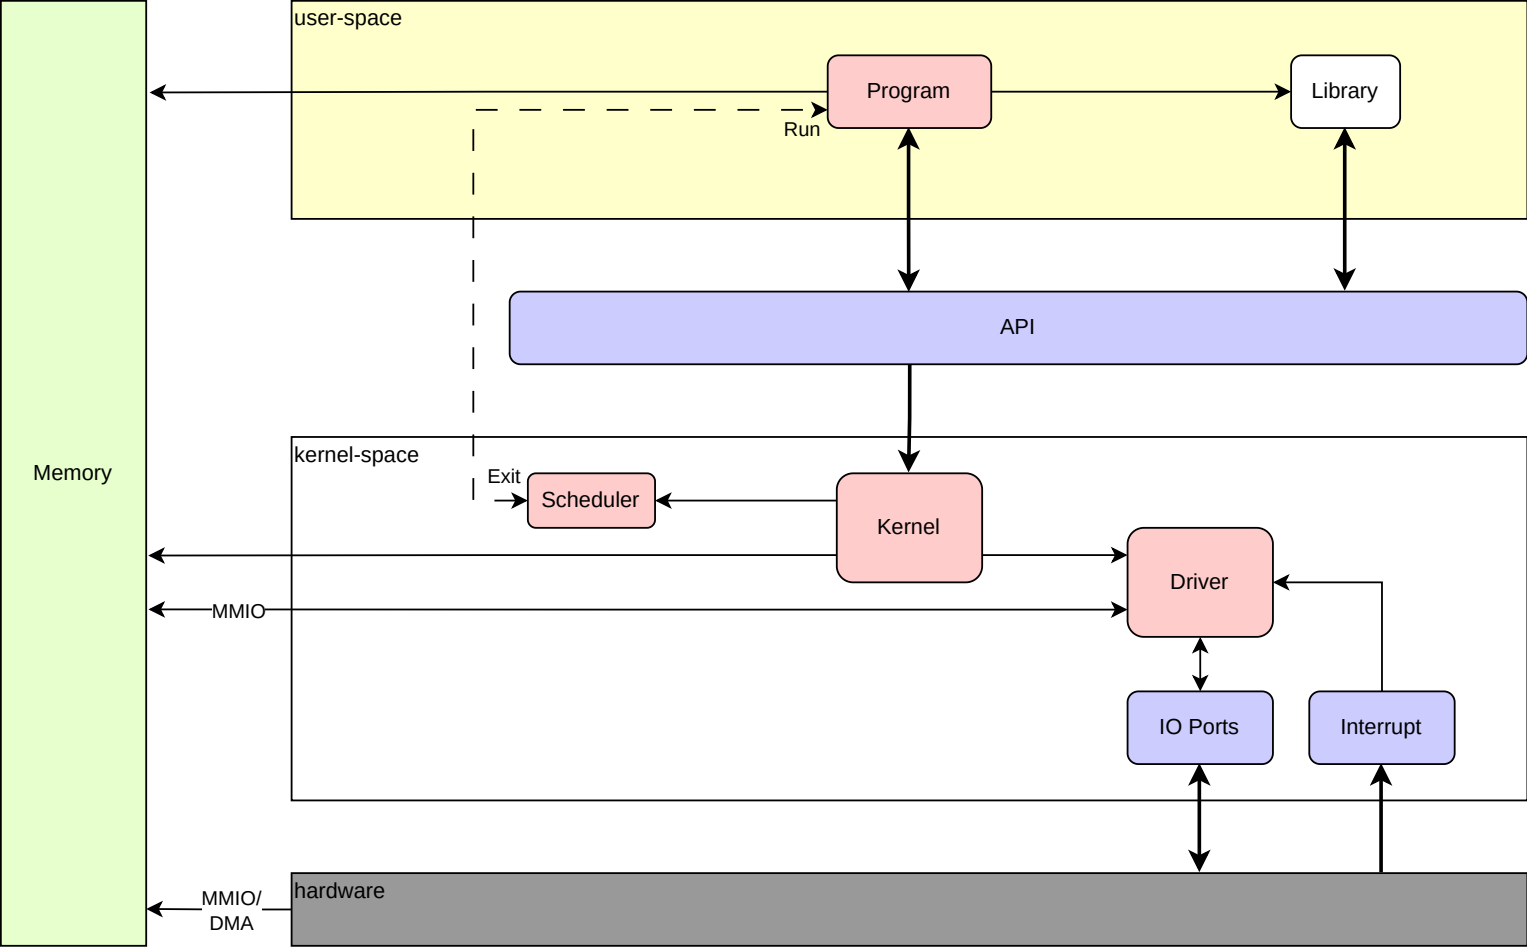 user-space
Program
Library
Run
API
kernel-space
Memory
Exit
Scheduler
Kernel
Driver
MMIO
IO Ports
Interrupt
hardware
MMIO/
DMA